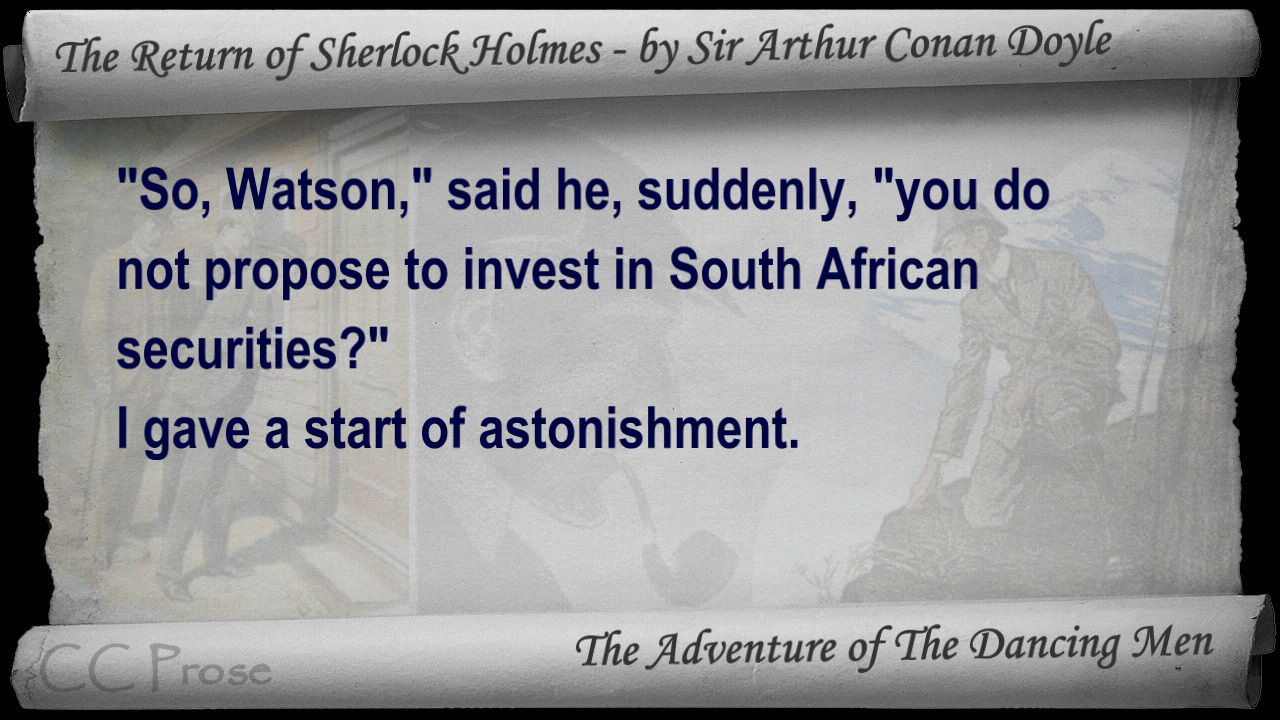 The Return of Sherlock Holmes - by Sir Arthur Conan Doyle
"So, Watson," said he, suddenly, "you do
not propose to invest in South African
securities?"
I gave a start of astonishment.
CC Prose
The Adventure of The Dancing Men